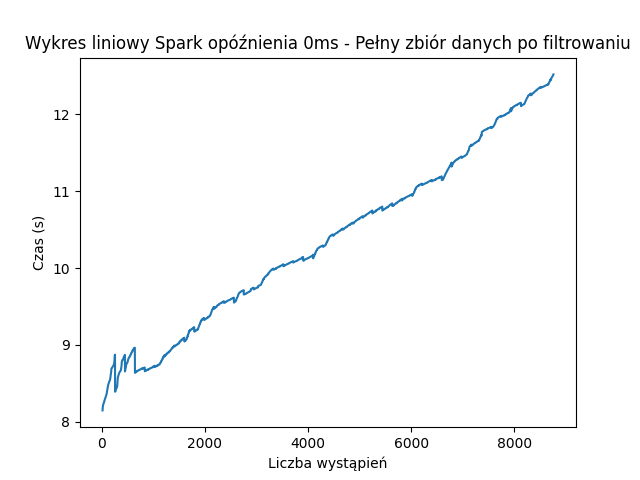 Wykres liniowy Spark opóźnienia 0ms - Pełny zbiór danych po filtrowaniu
12
11
10
9
8
Czas (s)
0 2000 4000 6000 8000
Liczba wystąpień